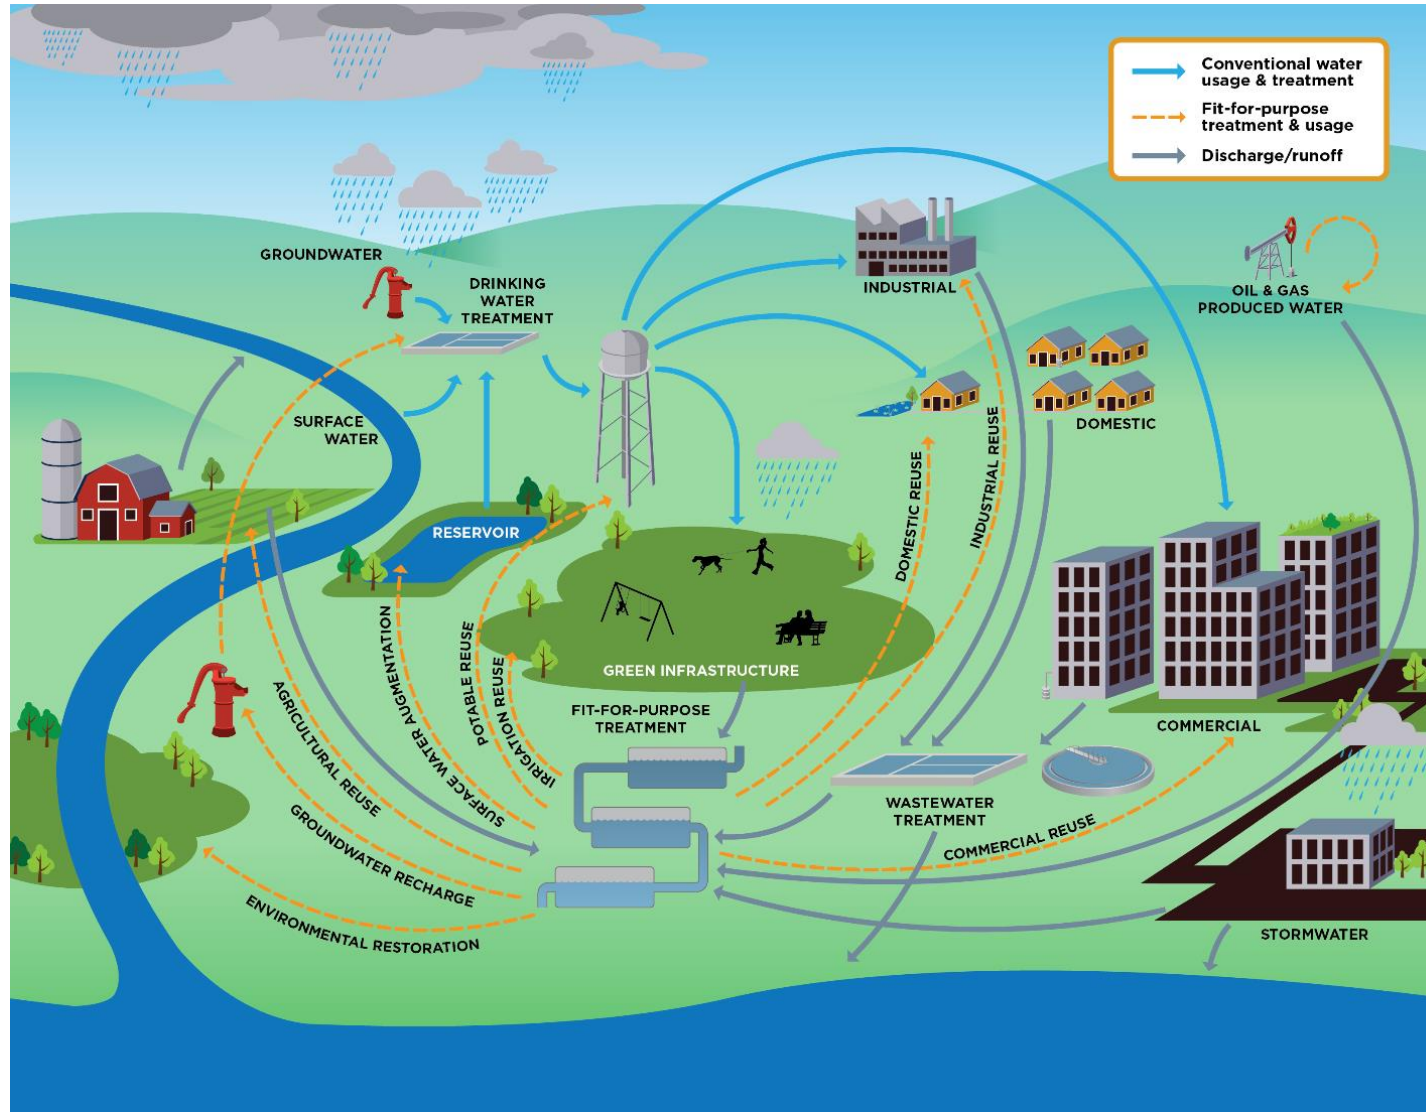 Conventional water
usage & treatment
Fit-for-purpose
treatment & usage
Discharge/runoff
GROUNDWATER
DRINKING
WATER
TREATMENT
INDUSTRIAL
OIL & GAS
PRODUCED WATER
SURFACE
WATER
DOMESTIC
RESERVOIR
DOMESTIC REUSE
INDUSTRIAL REUSE
GREEN INFRASTRUCTURE
FIT-FOR-PURPOSE
TREATMENT
COMMERCIAL
AGRICULTURAL REUSE
SURFACE WATER AUGMENTATION
POTABLE REUSE
IRRIGATION REUSE
WASTEWATER
TREATMENT
COMMERCIAL REUSE
GROUNDWATER RECHARGE
ENVIRONMENTAL RESTORATION
STORMWATER